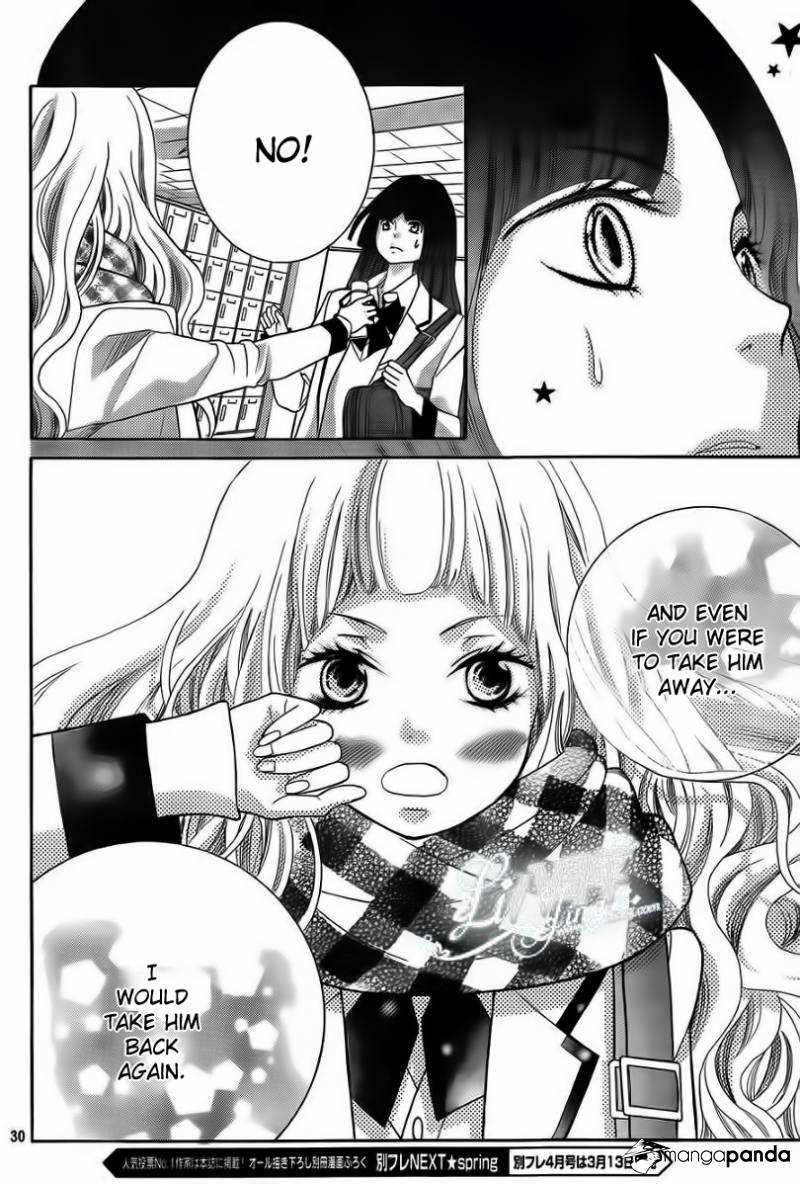 NO!
AND EVEN
IF YOU WERE
TO TAKE HIM
AWAY...
I
WOULD
TAKE HIM
BACK
AGAIN.
30
人気投票No.1作家は本誌に掲載! オール描き下ろし別冊漫画ふろく 別フレNEXT★spring 別フレ4月号は3月13日
mangapanda